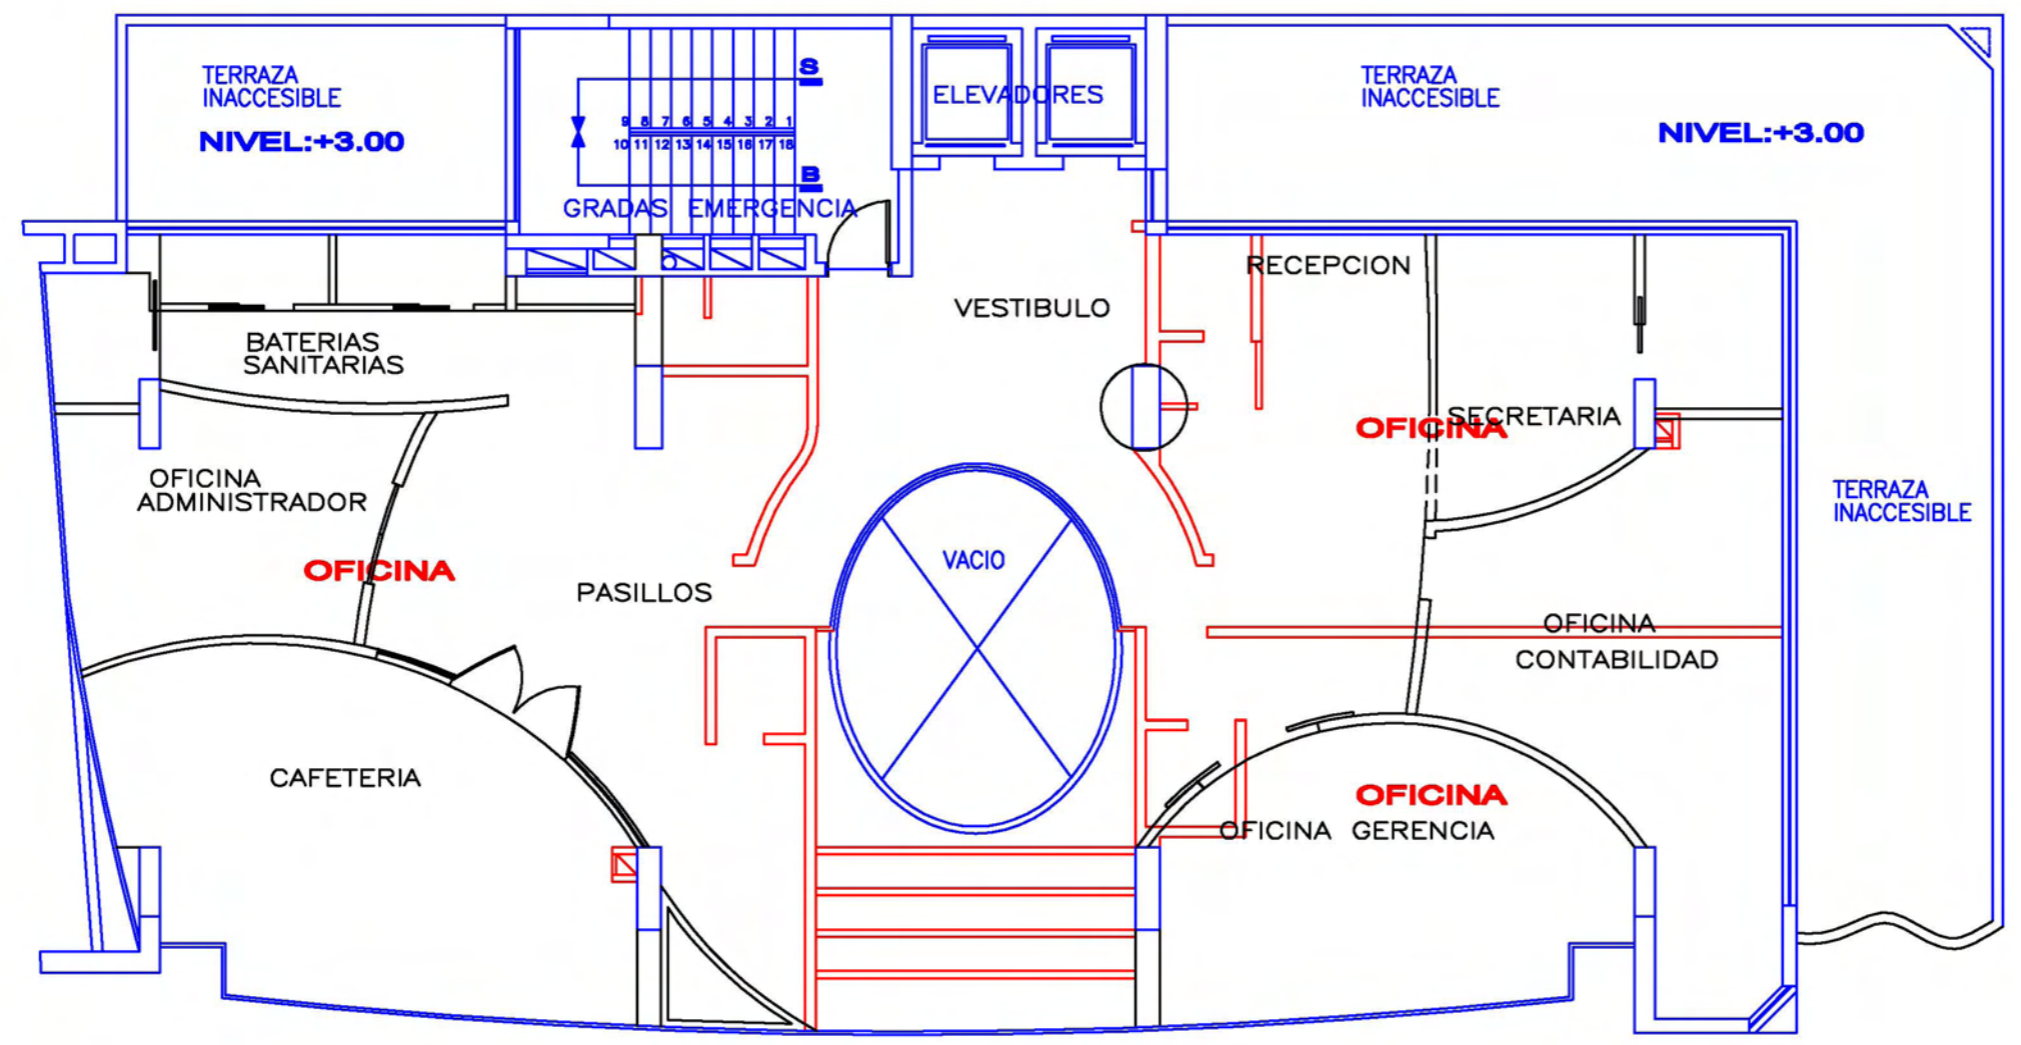 TERRAZA
INACCESIBLE
NIVEL:+3.00
S
9 8 7 6 5 4 3 2 1
10 11 12 13 14 15 16 17 18
B
GRADAS EMERGENCIA
ELEVADORES
TERRAZA
INACCESIBLE
NIVEL:+3.00
BATERIAS
SANITARIAS
VESTIBULO
RECEPCION
OFICINA
SECRETARIA
OFICINA
ADMINISTRADOR
OFICINA
PASILLOS
VACIO
TERRAZA
INACCESIBLE
OFICINA
CONTABILIDAD
CAFETERIA
OFICINA
OFICINA GERENCIA